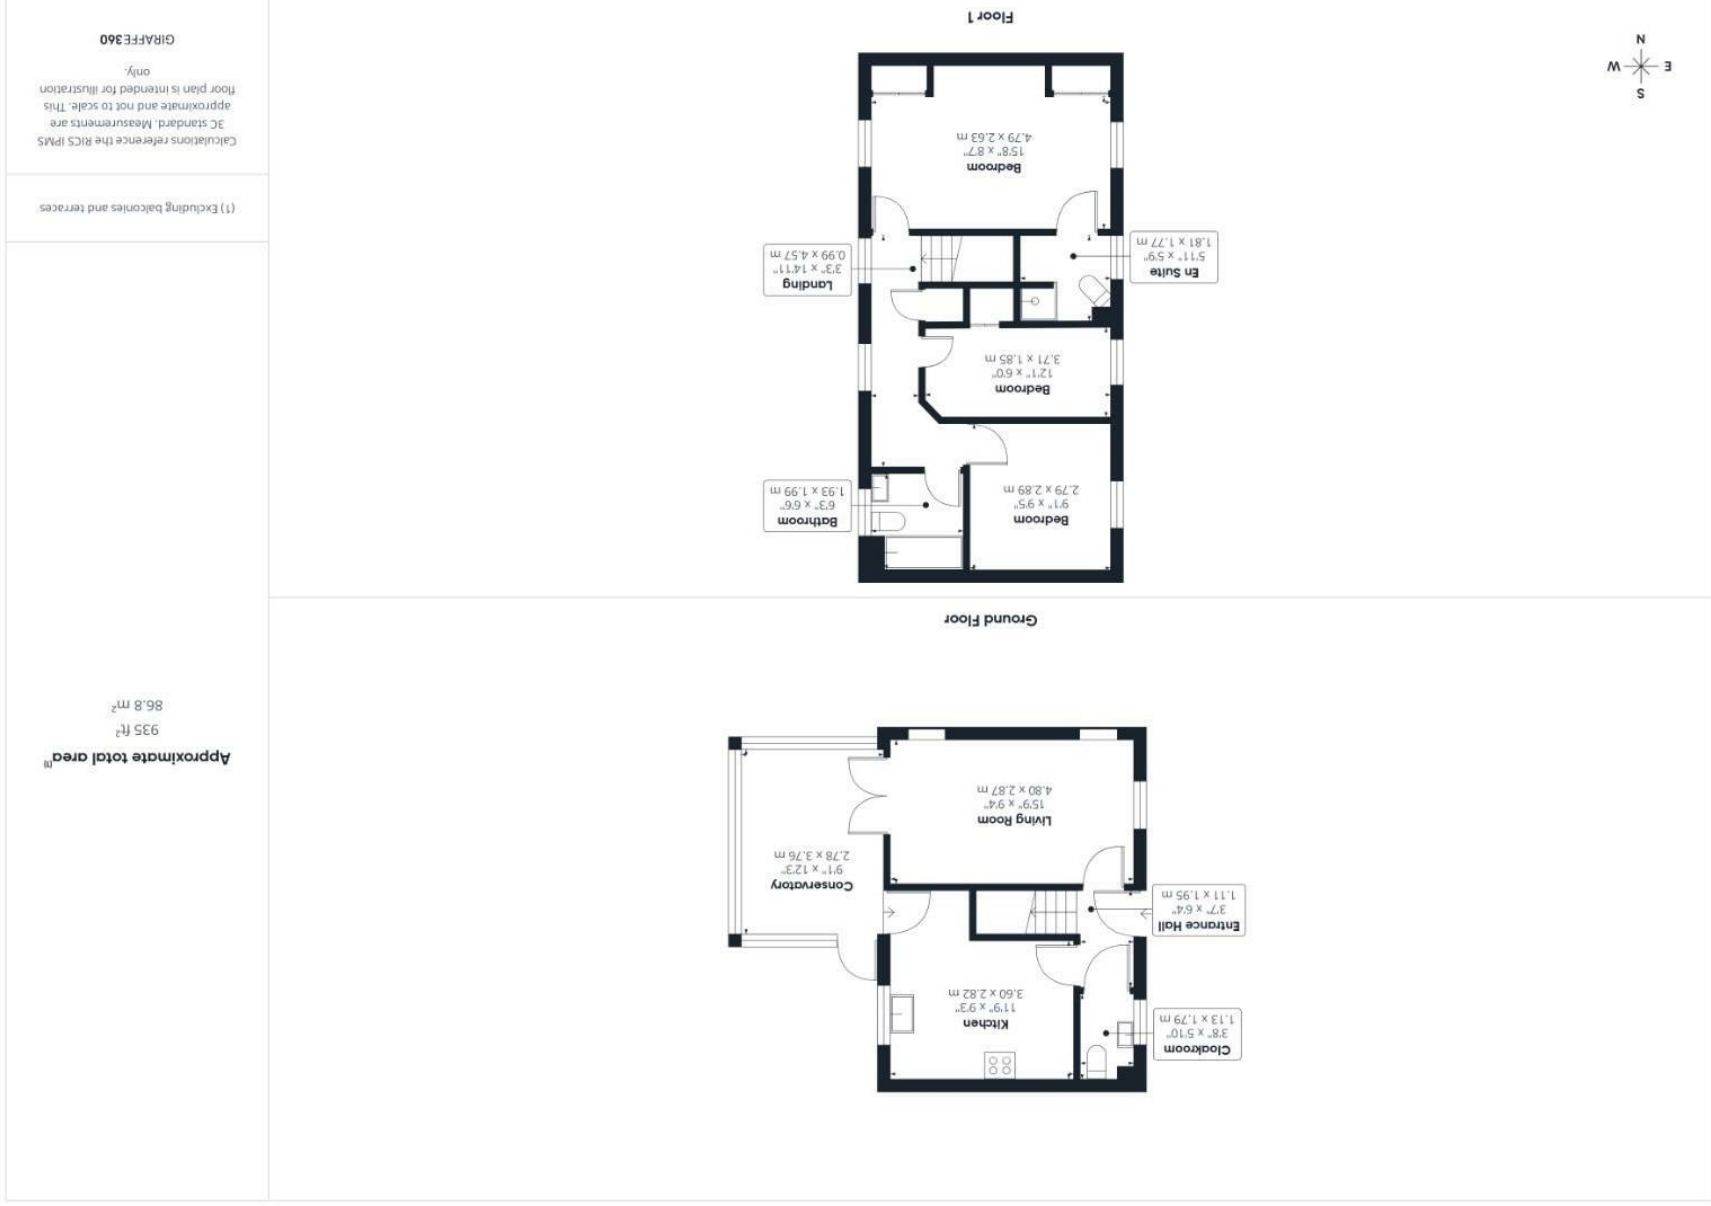 Cloakroom
3'8" x 5'10"
1.13 x 1.79 m
Kitchen
11'9" x 9'3"
3.60 x 2.82 m
Entrance Hall
3'7" x 6'4"
1.11 x 1.95 m
Conservatory
9'1" x 12'3"
2.78 x 3.76 m
Living Room
15'9" x 9'4"
4.80 x 2.87 m
Ground Floor
Bedroom
9'1" x 9'5"
2.79 x 2.89 m
Bathroom
6'3" x 6'6"
1.93 x 1.99 m
Bedroom
12'1" x 6'0"
3.71 x 1.85 m
En Suite
5'11" x 5'9"
1.81 x 1.77 m
Landing
3'3" x 14'11"
0.99 x 4.57 m
Bedroom
15'8" x 8'7"
4.79 x 2.63 m
Floor 1
S
E W
N
Approximate total area(1)
935 ft²
86.8 m²
(1) Excluding balconies and terraces
Calculations reference the RICS IPMS
3C standard. Measurements are
approximate and not to scale. This
floor plan is intended for illustration
only.
GIRAFFE360